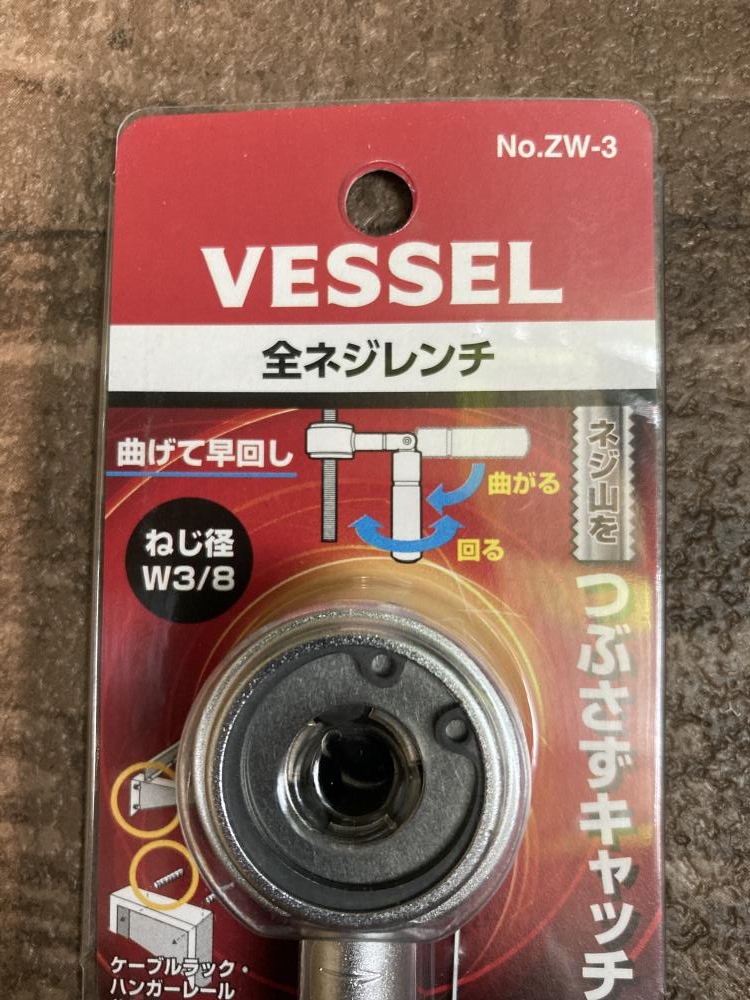 No.ZW-3
VESSEL
全ネジレンチ
曲げて早回し
曲がる
回る
ねじ径
W3/8
ネジ山を
つぶさずキャッチ
ケーブルラック・
ハンガーレール